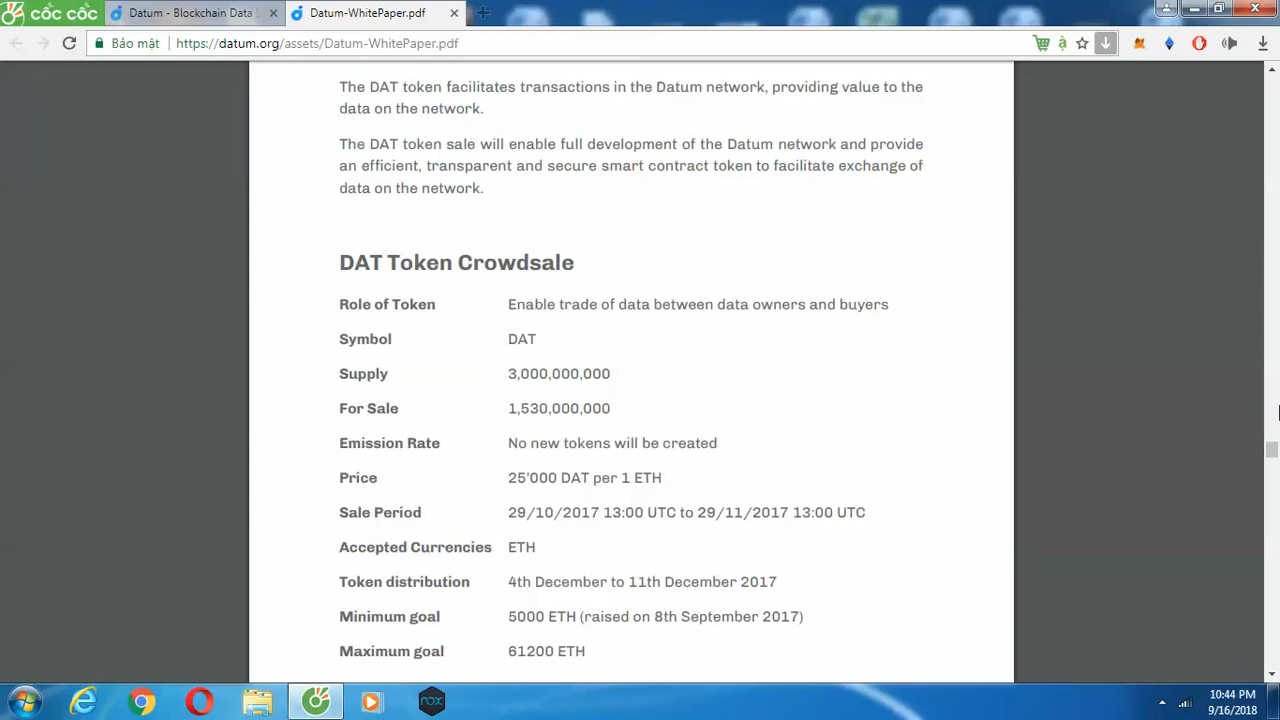 cốc cốc
Datum - Blockchain Data
Datum-WhitePaper.pdf
Bảo mật
https://datum.org/assets/Datum-WhitePaper.pdf
The DAT token facilitates transactions in the Datum network, providing value to the
data on the network.
The DAT token sale will enable full development of the Datum network and provide
an efficient, transparent and secure smart contract token to facilitate exchange of
data on the network.
DAT Token Crowdsale
Role of Token Enable trade of data between data owners and buyers
Symbol DAT
Supply 3,000,000,000
For Sale 1,530,000,000
Emission Rate No new tokens will be created
Price 25'000 DAT per 1 ETH
Sale Period 29/10/2017 13:00 UTC to 29/11/2017 13:00 UTC
Accepted Currencies ETH
Token distribution 4th December to 11th December 2017
Minimum goal 5000 ETH (raised on 8th September 2017)
Maximum goal 61200 ETH
nox
10:44 PM
9/16/2018